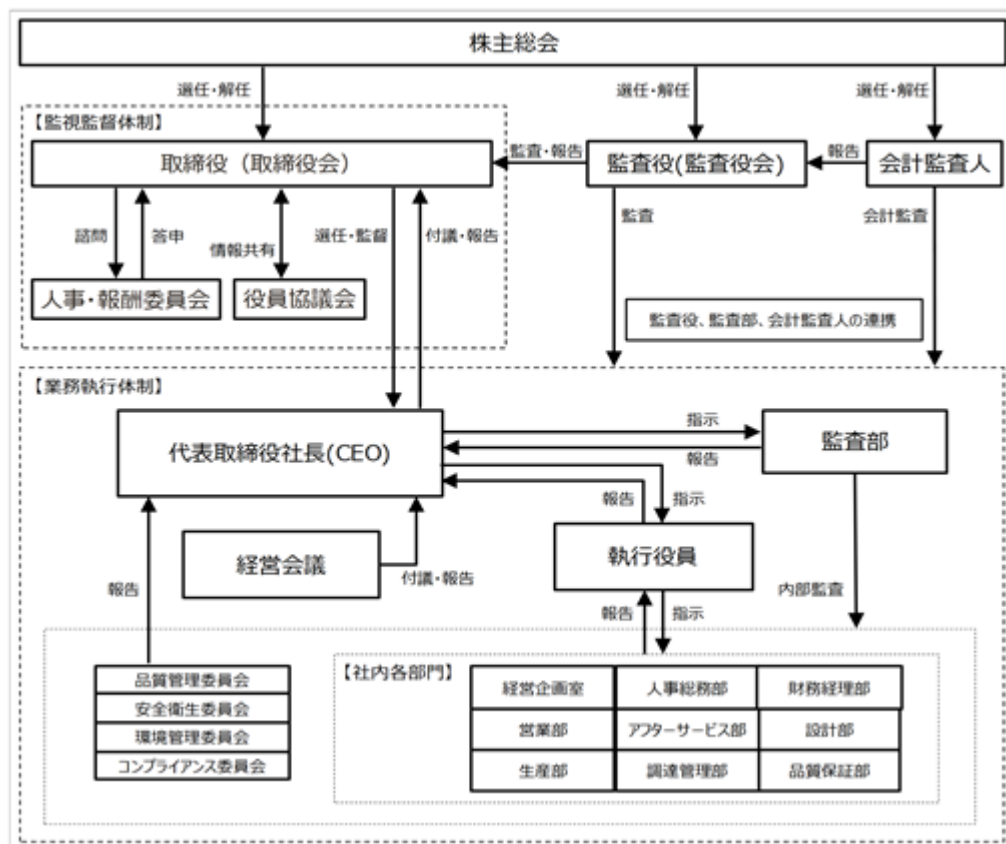 株主総会
選任・解任
選任・解任
選任・解任
【監視監督体制】
取締役（取締役会）
監査・報告
監査役(監査役会)
報告
会計監査人
諮問
答申
情報共有
選任・監督
付議・報告
監査
会計監査
人事・報酬委員会
役員協議会
監査役、監査部、会計監査人の連携
【業務執行体制】
代表取締役社長(CEO)
指示
報告
監査部
報告
指示
経営会議
付議・報告
執行役員
報告
報告
指示
内部監査
品質管理委員会
安全衛生委員会
環境管理委員会
コンプライアンス委員会
【社内各部門】
経営企画室
人事総務部
財務経理部
営業部
アフターサービス部
設計部
生産部
調達管理部
品質保証部